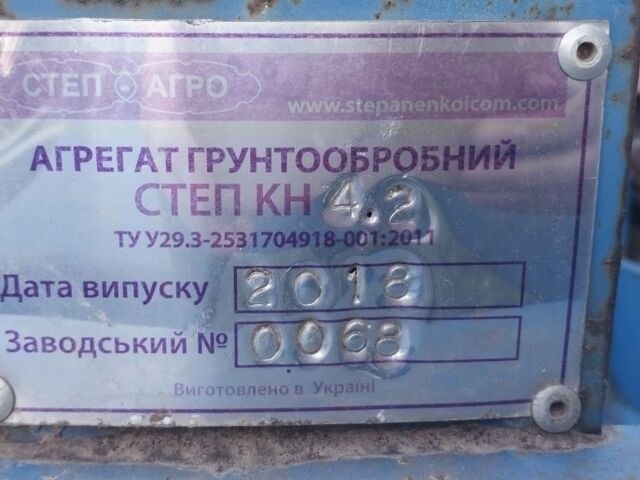 СТЕП АГРО
www.stepanenkoicom.com
АГРЕГАТ ГРУНТООБРОБНИЙ
СТЕП КН 4.2
ТУ У29.3-2531704918-001:2011
Дата випуску 2018
Заводський № 0068
Виготовлено в Україні